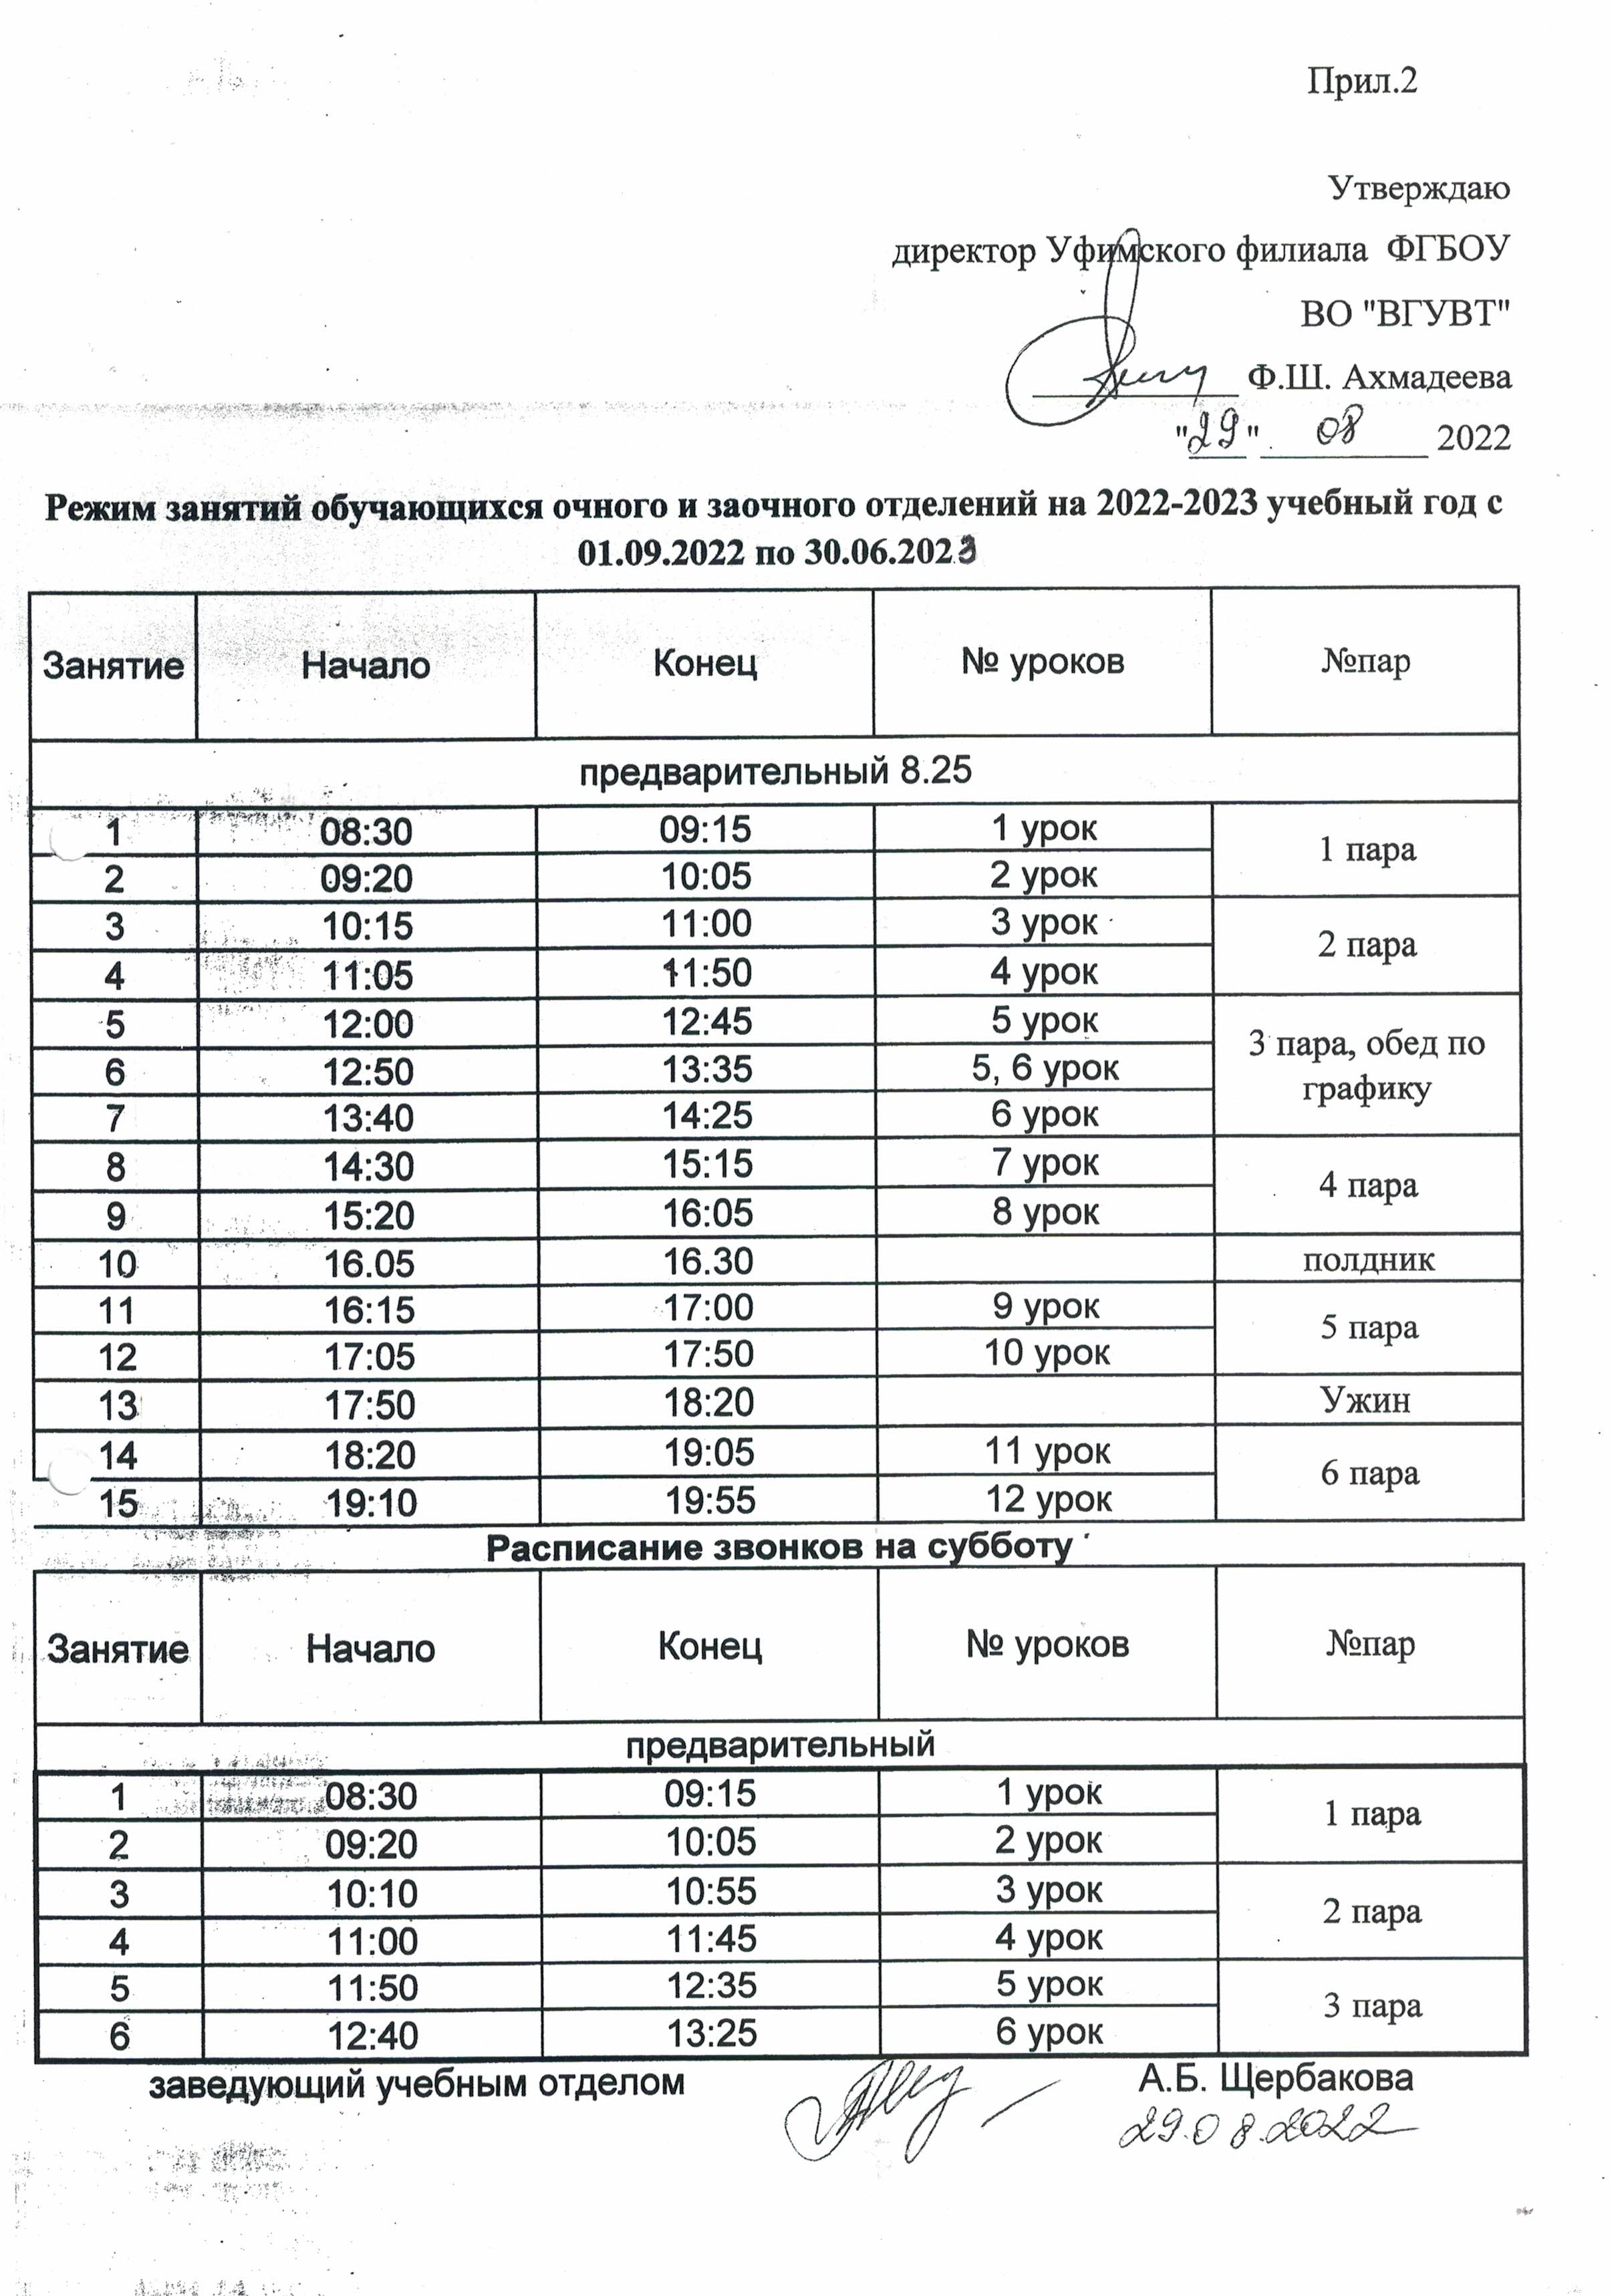 Прил.2
Утверждаю
директор Уфимского филиала ФГБОУ
ВО "ВГУВТ"
Ф.Ш. Ахмадеева
"29" 08 2022
Режим занятий обучающихся очного и заочного отделений на 2022-2023 учебный год с
01.09.2022 по 30.06.2023
Занятие Начало Конец № уроков №пар
предварительный 8.25
1 08:30 09:15 1 урок 1 пара
2 09:20 10:05 2 урок
3 10:15 11:00 3 урок 2 пара
4 11:05 11:50 4 урок
5 12:00 12:45 5 урок 3 пара, обед по
6 12:50 13:35 5, 6 урок графику
7 13:40 14:25 6 урок
8 14:30 15:15 7 урок 4 пара
9 15:20 16:05 8 урок
10 16.05 16.30 полдник
11 16:15 17:00 9 урок 5 пара
12 17:05 17:50 10 урок
13 17:50 18:20 Ужин
14 18:20 19:05 11 урок 6 пара
15 19:10 19:55 12 урок
Расписание звонков на субботу
Занятие Начало Конец № уроков №пар
предварительный
1 08:30 09:15 1 урок 1 пара
2 09:20 10:05 2 урок
3 10:10 10:55 3 урок 2 пара
4 11:00 11:45 4 урок
5 11:50 12:35 5 урок 3 пара
6 12:40 13:25 6 урок
заведующий учебным отделом А.Б. Щербакова
29.08.2022